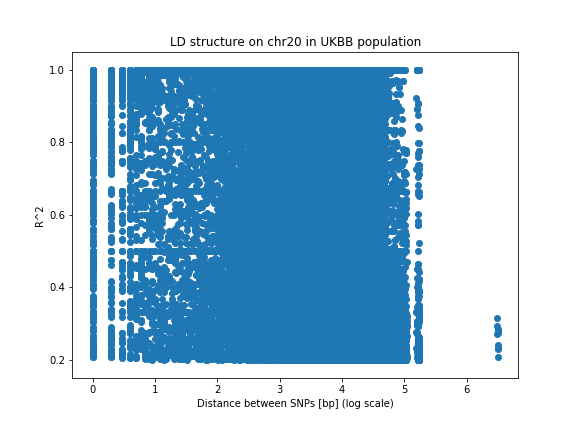 LD structure on chr20 in UKBB population
1.0
0.8
0.6
0.4
0.2
R^2
0 1 2 3 4 5 6
Distance between SNPs [bp] (log scale)